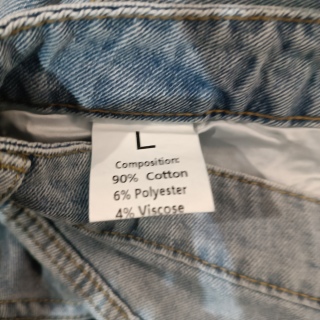 L
Composition:
90% Cotton
6% Polyester
4% Viscose